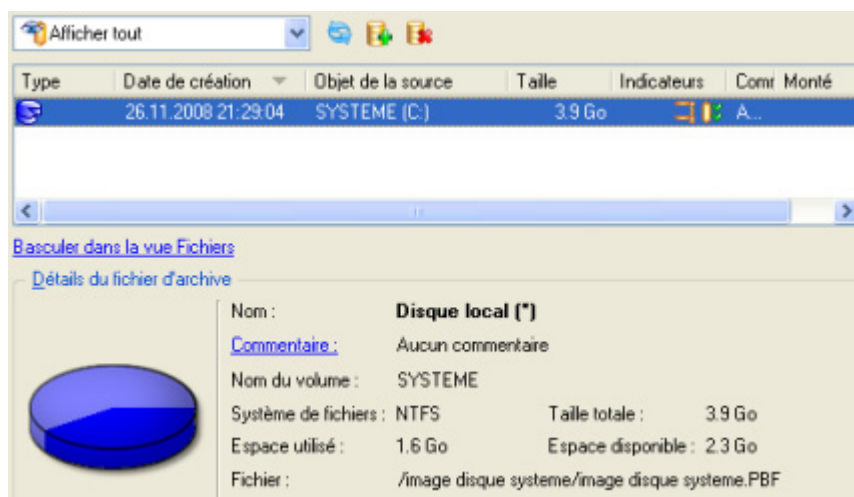 Afficher tout
Type Date de création Objet de la source Taille Indicateurs Comr Monté
26.11.2008 21:29:04 SYSTEME (C:) 3.9 Go A...
Basculer dans la vue Fichiers
Détails du fichier d'archive
Nom : Disque local (*)
Commentaire : Aucun commentaire
Nom du volume : SYSTEME
Système de fichiers : NTFS Taille totale : 3.9 Go
Espace utilisé : 1.6 Go Espace disponible : 2.3 Go
Fichier : /image disque systeme/image disque systeme.PBF